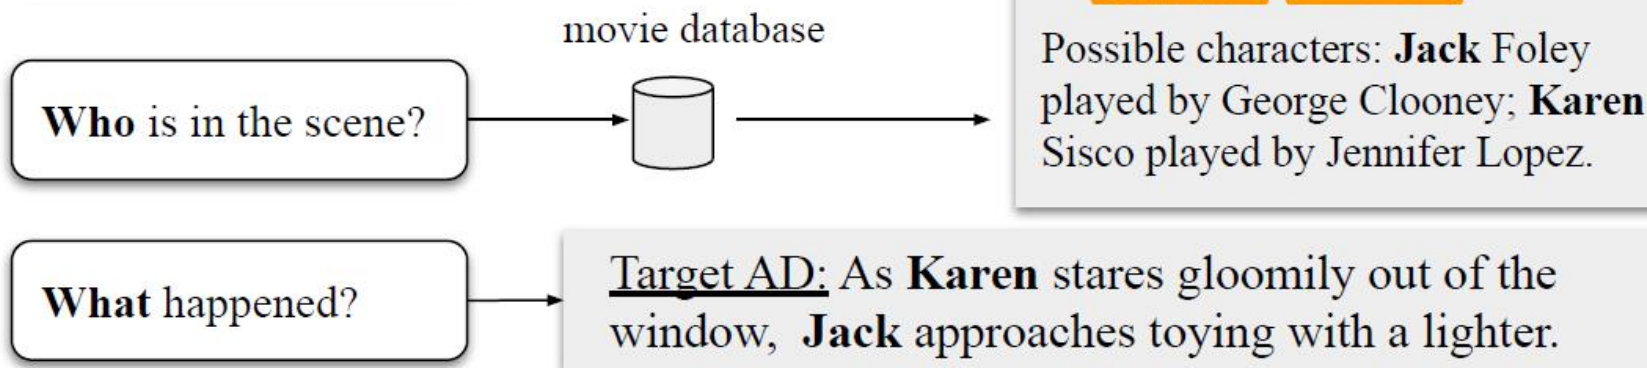 movie database
Who is in the scene?
Possible characters: Jack Foley
played by George Clooney; Karen
Sisco played by Jennifer Lopez.
What happened?
Target AD: As Karen stares gloomily out of the
window, Jack approaches toying with a lighter.